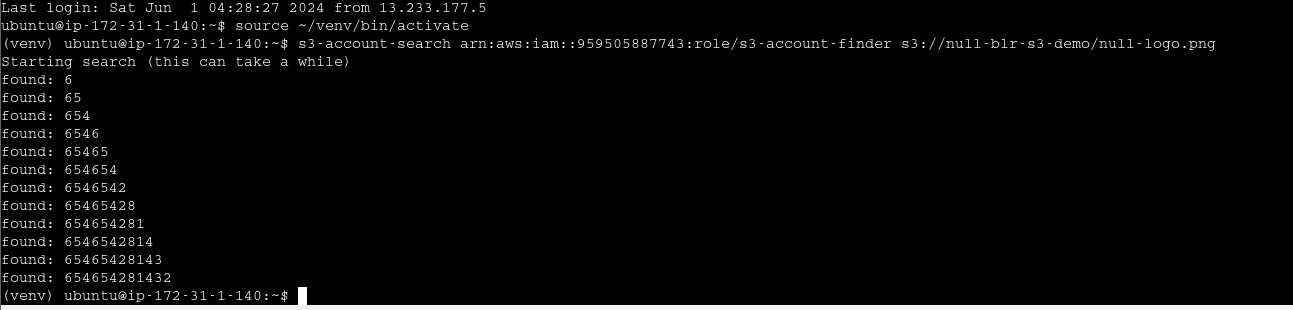 Last login: Sat Jun  1 04:28:27 2024 from 13.233.177.5
ubuntu@ip-172-31-1-140:~$ source ~/venv/bin/activate
(venv) ubuntu@ip-172-31-1-140:~$ s3-account-search arn:aws:iam::959505887743:role/s3-account-finder s3://null-blr-s3-demo/null-logo.png
Starting search (this can take a while)
found: 6
found: 65
found: 654
found: 6546
found: 65465
found: 654654
found: 6546542
found: 65465428
found: 654654281
found: 6546542814
found: 65465428143
found: 654654281432
(venv) ubuntu@ip-172-31-1-140:~$